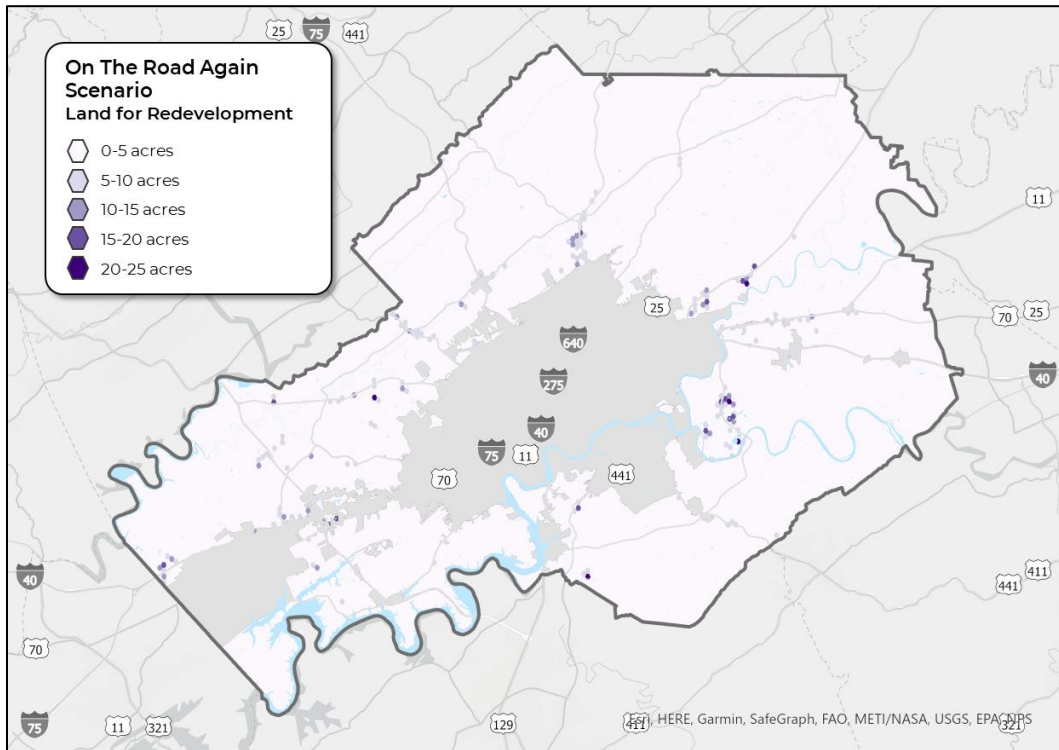 25
75
441
On The Road Again
Scenario
Land for Redevelopment
0-5 acres
5-10 acres
10-15 acres
15-20 acres
20-25 acres
11
25
70
25
640
40
275
40
75
11
70
441
40
411
441
70
75
11
321
129
411
321
Esri, HERE, Garmin, SafeGraph, FAO, METI/NASA, USGS, EPA, NPS